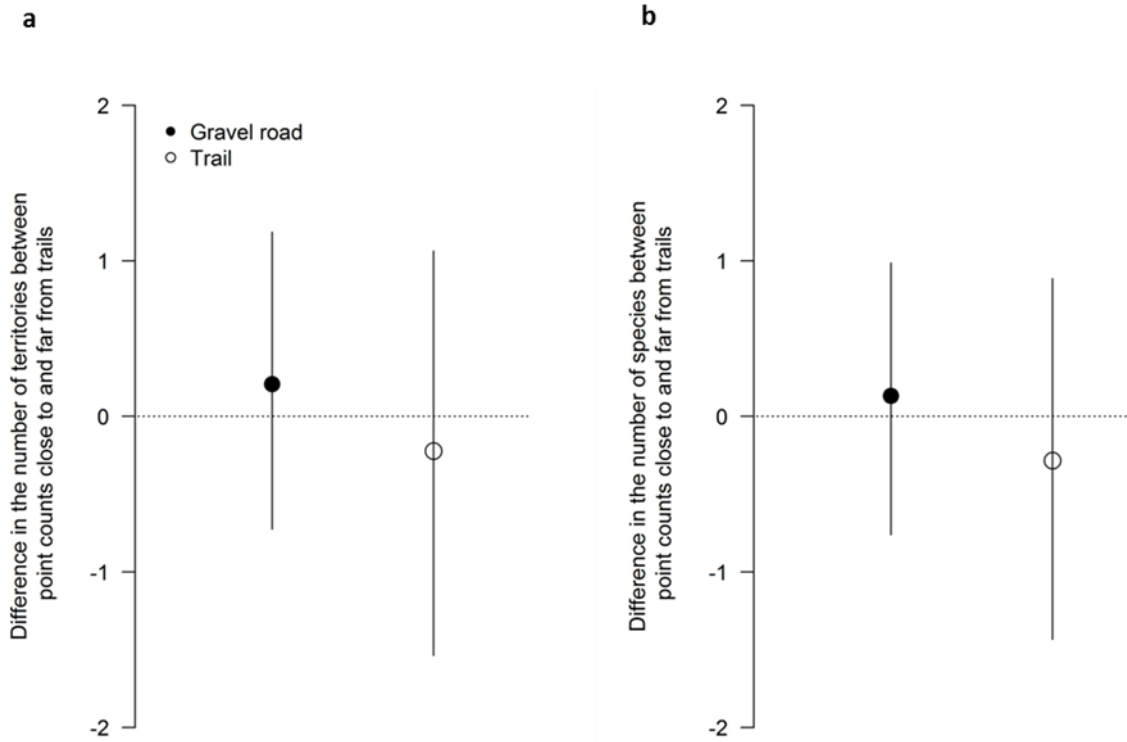 a
Difference in the number of territories between
point counts close to and far from trails
2
1
0
-1
-2
Gravel road
Trail
b
Difference in the number of species between
point counts close to and far from trails
2
1
0
-1
-2